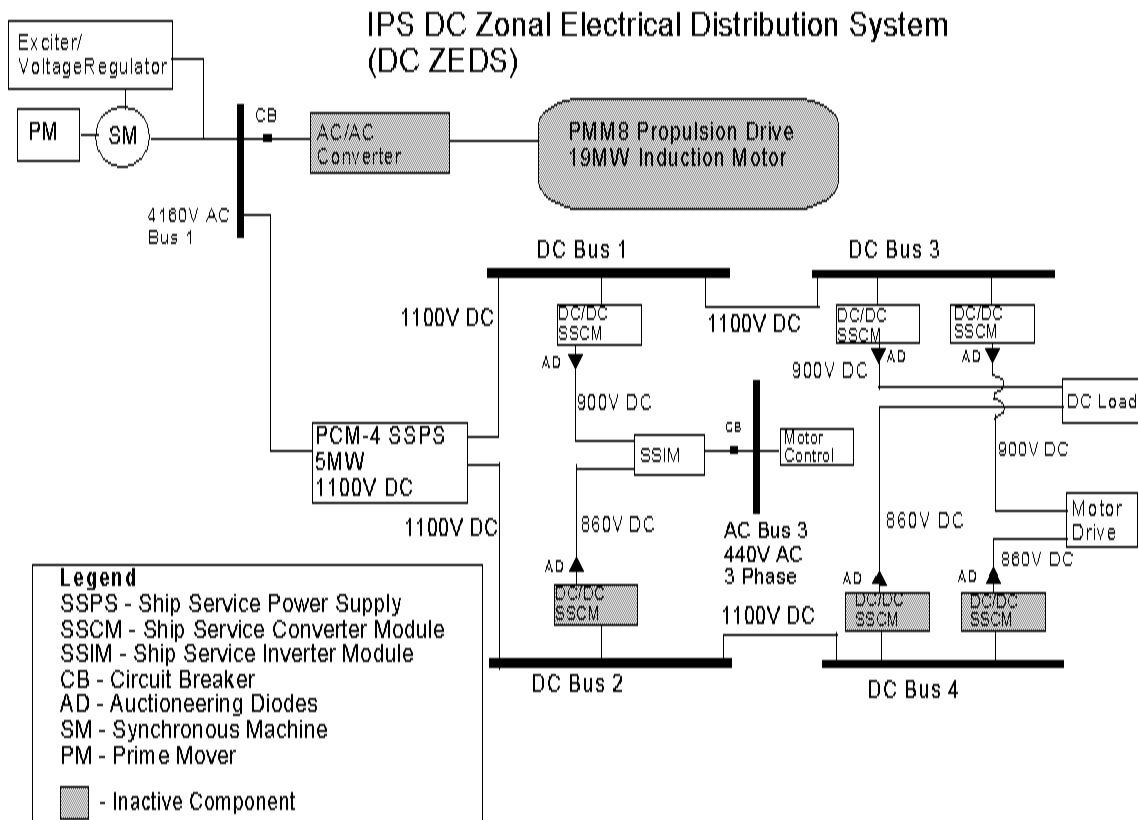 IPS DC Zonal Electrical Distribution System
(DC ZEDS)
Exciter/
VoltageRegulator
PM
SM
CB
AC/AC
Converter
PMM8 Propulsion Drive
19MW Induction Motor
4160V AC
Bus 1
DC Bus 1
DC Bus 3
1100V DC
DC/DC
SSCM
1100V DC
DC/DC
SSCM
DC/DC
SSCM
AD
AD
AD
900V DC
900V DC
DC Load
PCM-4 SSPS
5MW
1100V DC
SSIM
CB
Motor
Control
900V DC
1100V DC
860V DC
860V DC
Motor
Drive
AC Bus 3
440V AC
3 Phase
860V DC
AD
AD
AD
DC/DC
SSCM
DC/DC
SSCM
DC/DC
SSCM
1100V DC
DC Bus 2
DC Bus 4
Legend
SSPS - Ship Service Power Supply
SSCM - Ship Service Converter Module
SSIM - Ship Service Inverter Module
CB - Circuit Breaker
AD - Auctioneering Diodes
SM - Synchronous Machine
PM - Prime Mover
- Inactive Component